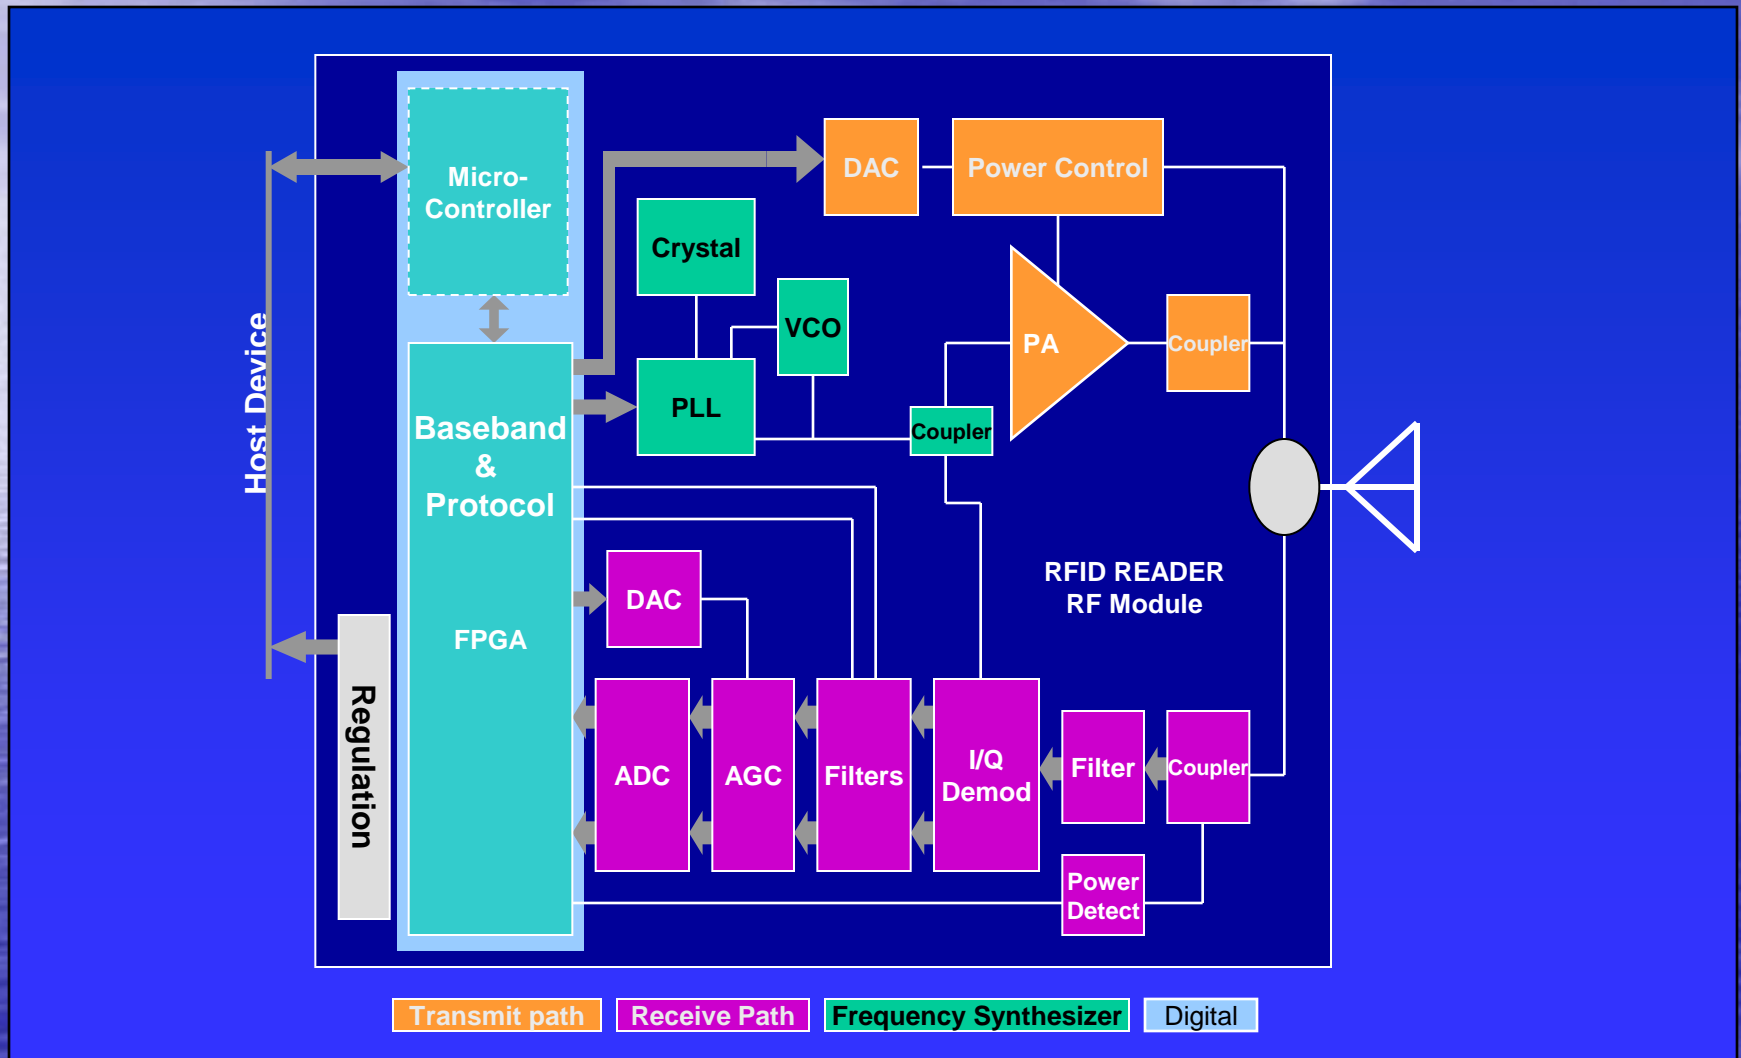 Micro-
Controller
DAC
Power Control
Crystal
VCO
PA
Coupler
Host Device
PLL
Coupler
Baseband
&
Protocol
FPGA
DAC
RFID READER
RF Module
Regulation
ADC
AGC
Filters
I/Q
Demod
Filter
Coupler
Power
Detect
Transmit path
Receive Path
Frequency Synthesizer
Digital